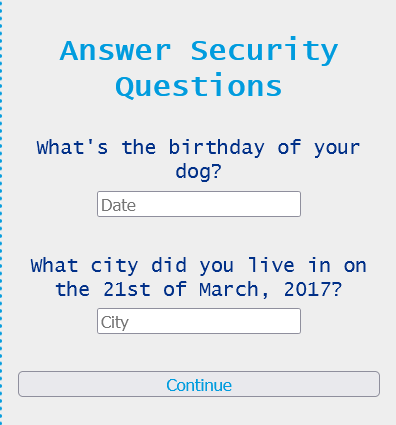 Answer Security
Questions
What's the birthday of your
dog?
Date
What city did you live in on
the 21st of March, 2017?
City
Continue